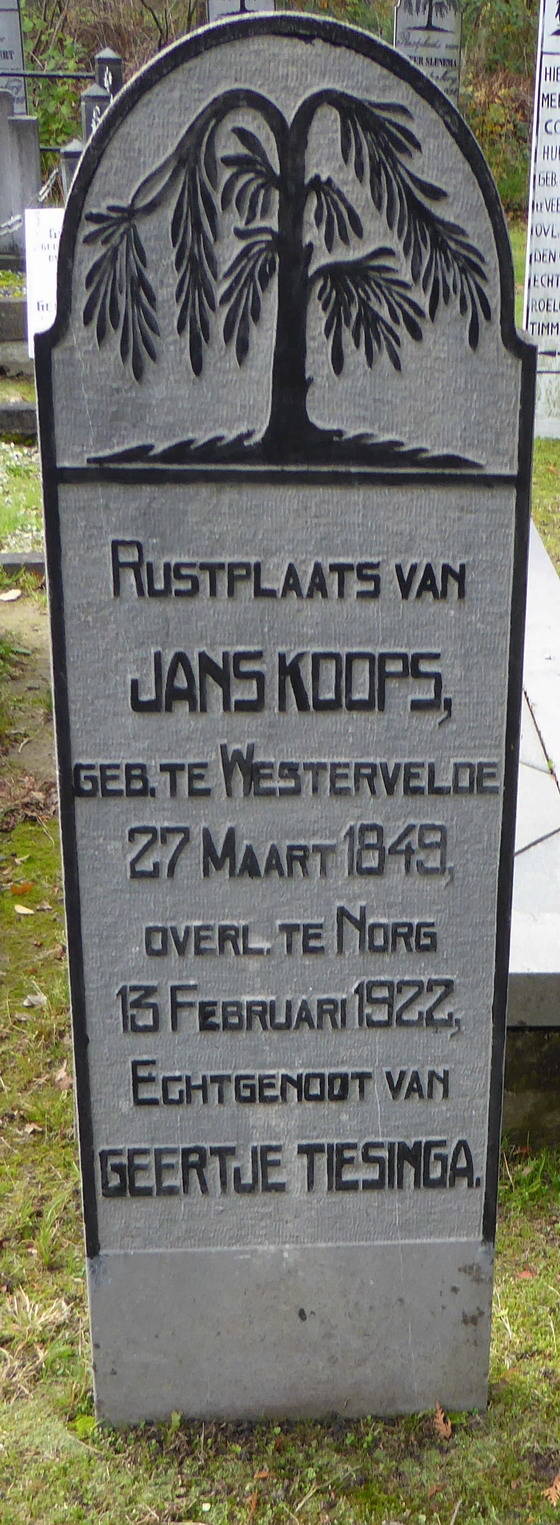 RUSTPLAATS VAN
JANS KOOPS,
GEB. TE WESTERVELDE
27 MAART 1849,
OVERL. TE NORG
13 FEBRUARI 1922,
ECHTGENOOT VAN
GEERTJE TIESINGA.